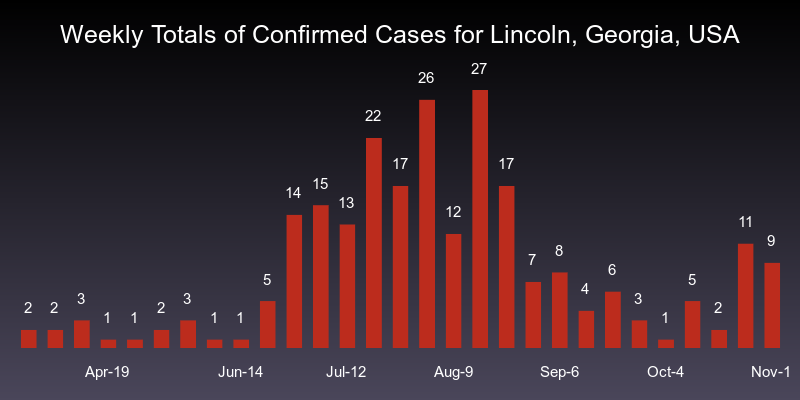 Weekly Totals of Confirmed Cases for Lincoln, Georgia, USA
2 2 3 1 1 2 3 1 1 5 14 15 13 22 17 26 12 27 17 7 8 4 6 3 1 5 2 11 9
Apr-19 Jun-14 Jul-12 Aug-9 Sep-6 Oct-4 Nov-1